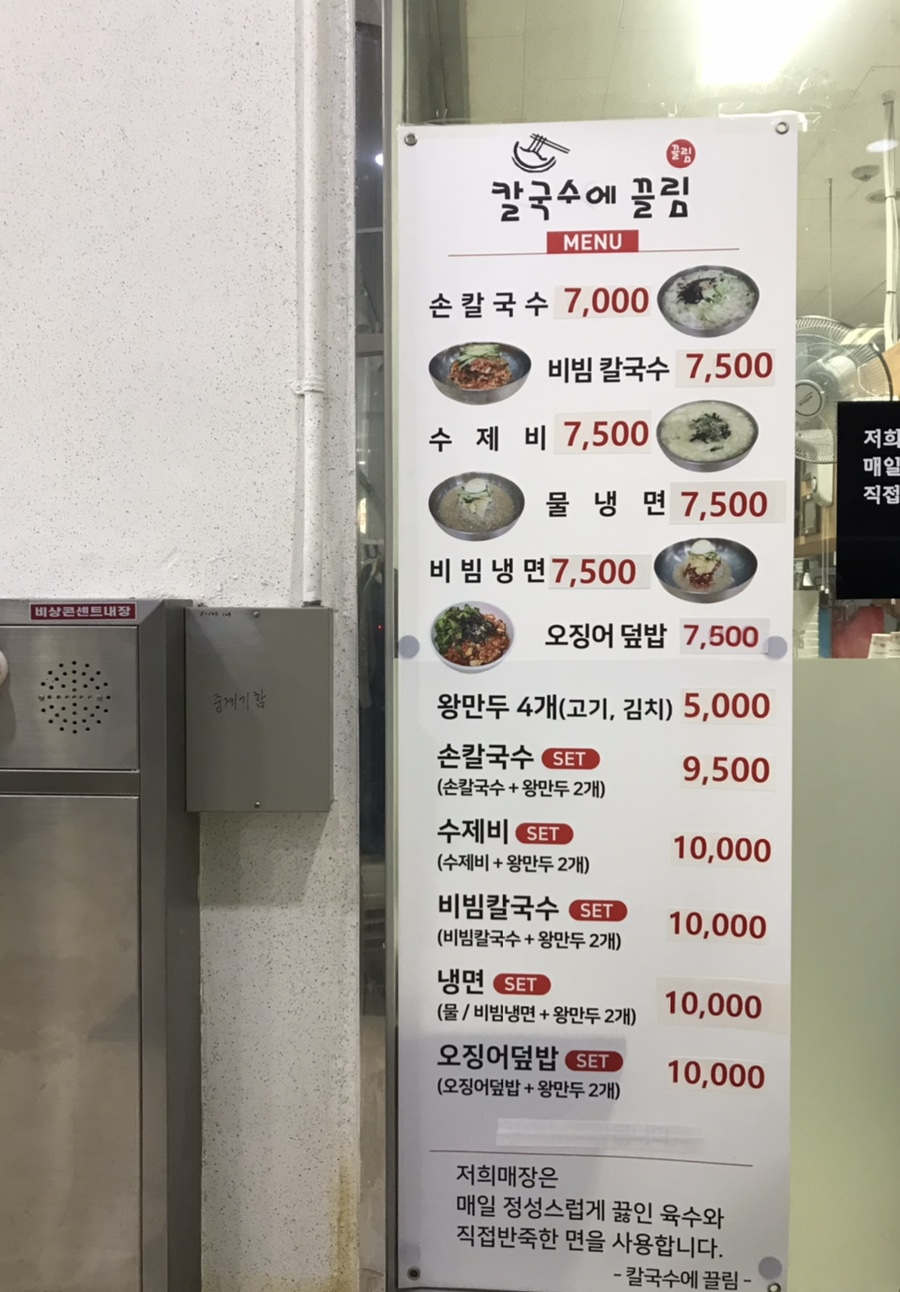 끌림
칼국수에 끌림
MENU
손칼국수 7,000
비빔 칼국수 7,500
수제비 7,500
물냉면 7,500
비빔냉면 7,500
오징어 덮밥 7,500
왕만두 4개(고기, 김치) 5,000
손칼국수 SET 9,500
(손칼국수 + 왕만두 2개)
수제비 SET 10,000
(수제비 + 왕만두 2개)
비빔칼국수 SET 10,000
(비빔칼국수 + 왕만두 2개)
냉면 SET 10,000
(물 / 비빔냉면 + 왕만두 2개)
오징어덮밥 SET 10,000
(오징어덮밥 + 왕만두 2개)
저희매장은
매일 정성스럽게 끓인 육수와
직접반죽한 면을 사용합니다.
- 칼국수에 끌림 -
비상콘센트내장
중계기함
저희
매일
직접